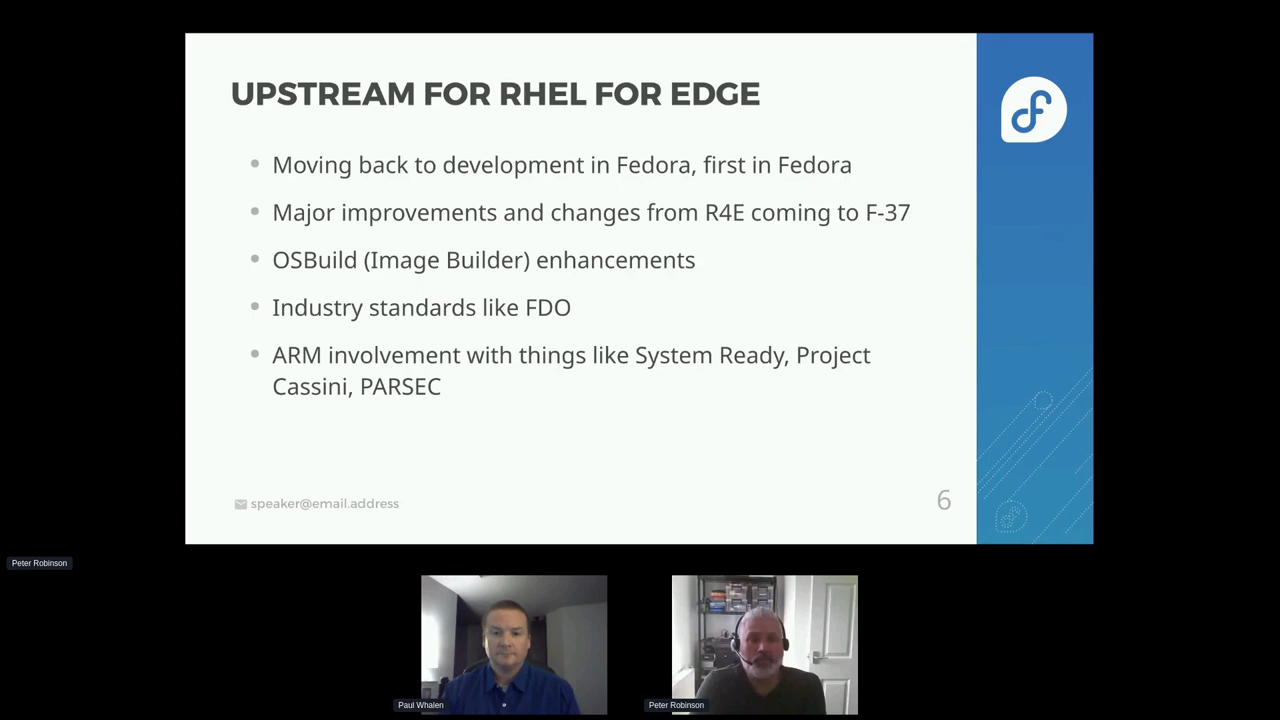 UPSTREAM FOR RHEL FOR EDGE
Moving back to development in Fedora, first in Fedora
Major improvements and changes from R4E coming to F-37
OSBuild (Image Builder) enhancements
Industry standards like FDO
ARM involvement with things like System Ready, Project
Cassini, PARSEC
speaker@email.address
6
Peter Robinson
Paul Whalen
Peter Robinson